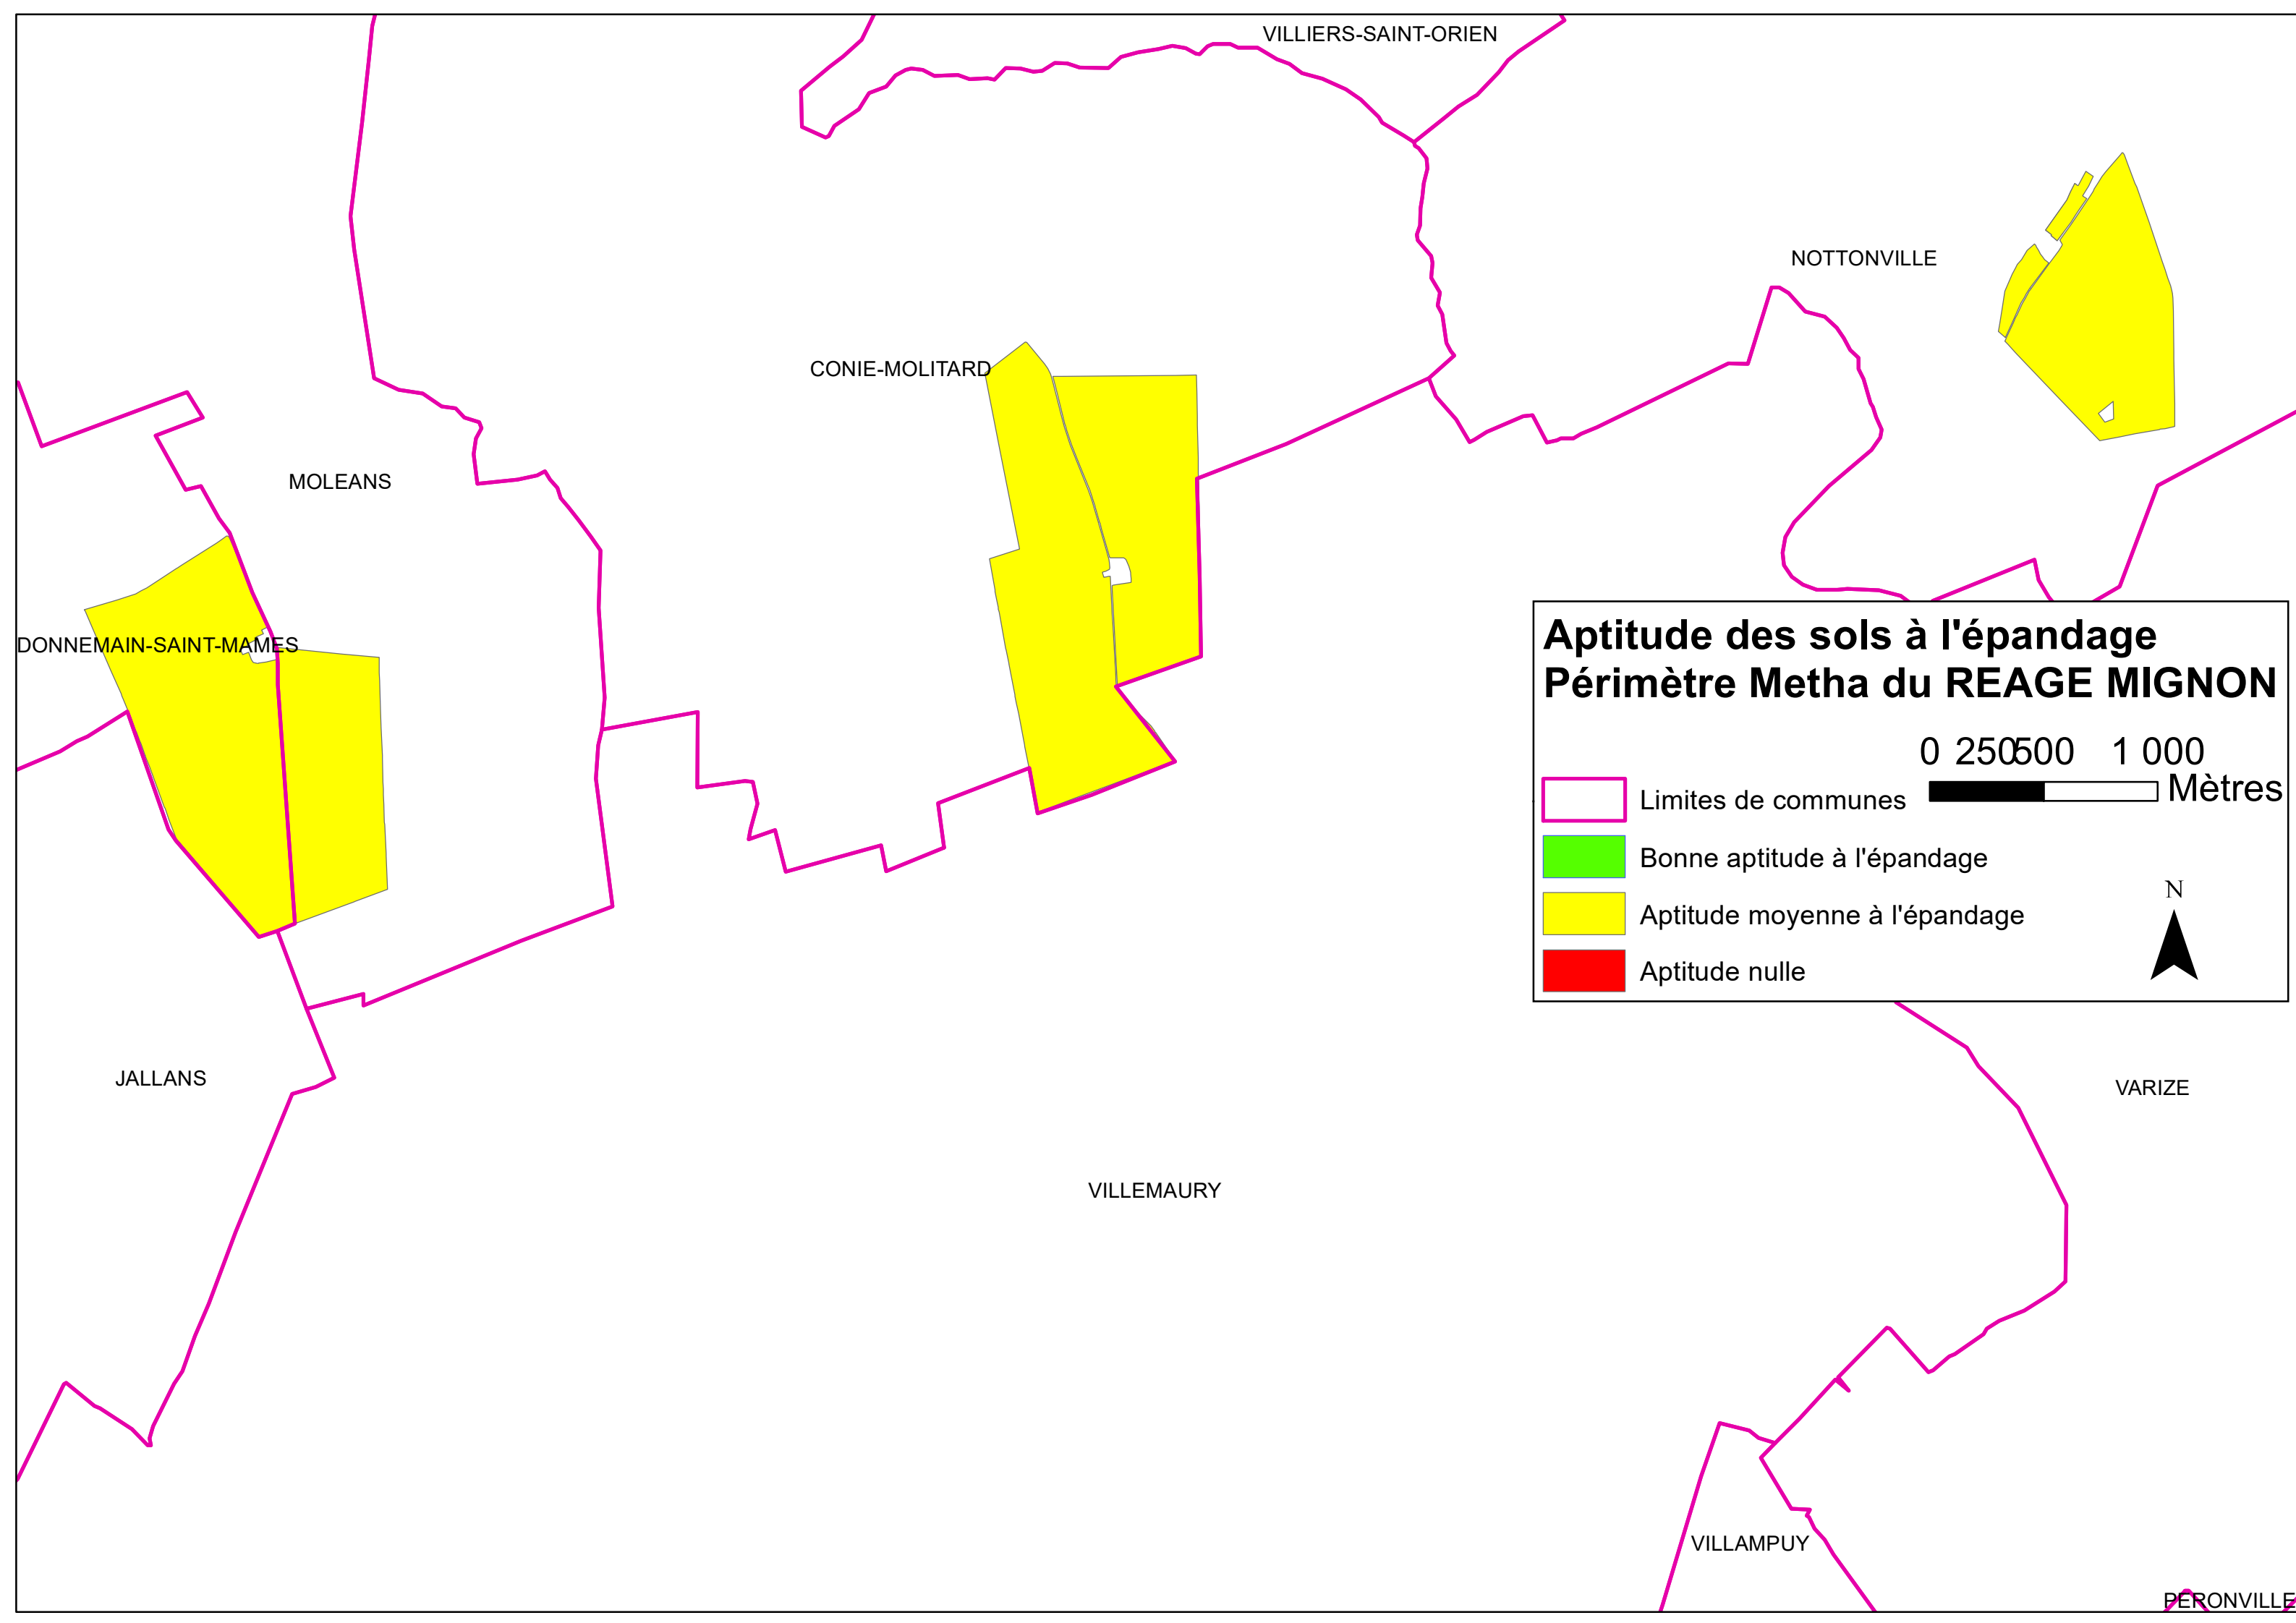 VILLIERS-SAINT-ORIEN
NOTTONVILLE
CONIE-MOLITARD
MOLEANS
DONNEMAIN-SAINT-MAMES
Aptitude des sols à l'épandage
Périmètre Metha du REAGE MIGNON
0 250 500 1 000
Mètres
Limites de communes
Bonne aptitude à l'épandage
Aptitude moyenne à l'épandage
Aptitude nulle
N
JALLANS
VARIZE
VILLEMAURY
VILLAMPUY
PERONVILLE